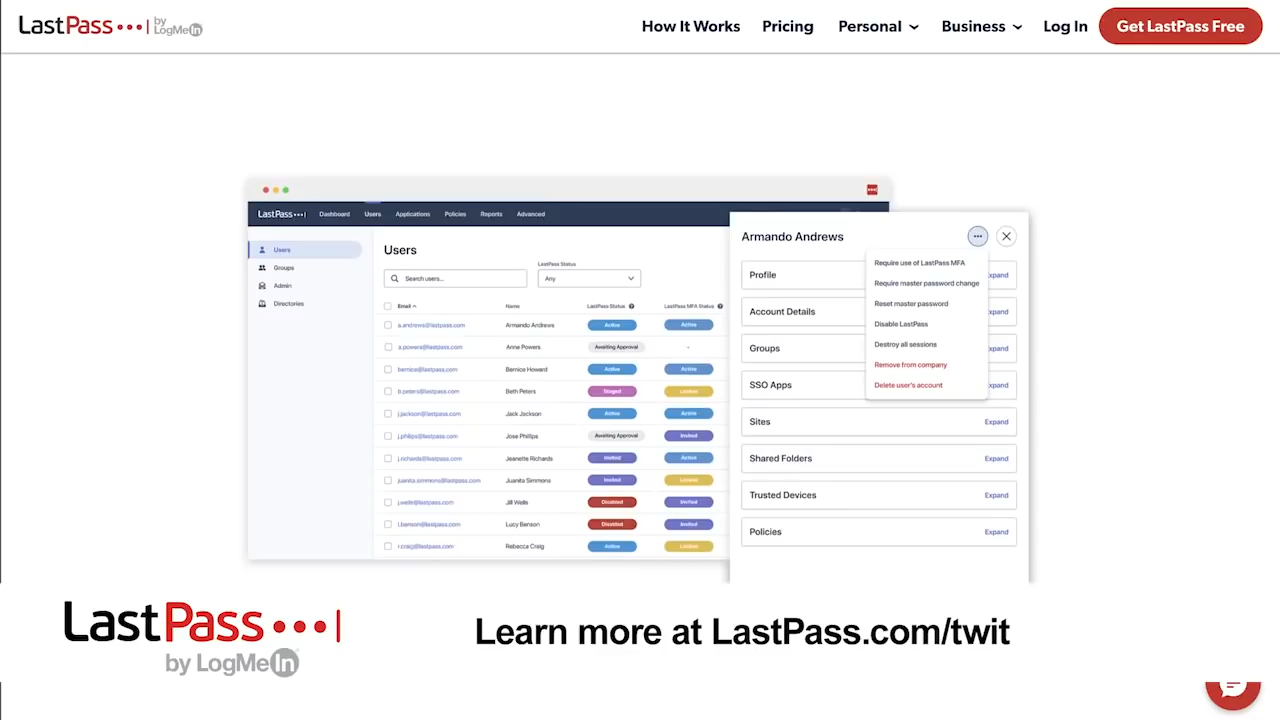 LastPass by LogMeIn
How It Works Pricing Personal Business Log In Get LastPass Free
LastPass Dashboard Users Applications Policies Reports Advanced
Users
Groups
Admin
Directories
Users
LastPass Status
Search users... Any
Email Name LastPass Status LastPass MFA Status
a.andrews@lastpass.com Armando Andrews Active Active
a.powers@lastpass.com Anne Powers Awaiting Approval -
bernice@lastpass.com Bernice Howard Active Active
b.peters@lastpass.com Beth Peters Staged
j.jackson@lastpass.com Jack Jackson Active Active
j.philips@lastpass.com Jose Phillips Awaiting Approval Invited
j.richards@lastpass.com Jeanette Richards Invited Active
juanita.simmons@lastpass.com Juanita Simmons Invited
j.wells@lastpass.com Jill Wells Disabled Invited
l.benson@lastpass.com Lucy Benson Disabled Invited
r.craig@lastpass.com Rebecca Craig Active
Armando Andrews
Require use of LastPass MFA
Require master password change
Reset master password
Disable LastPass
Destroy all sessions
Remove from company
Delete user's account
Profile xpand
Account Details xpand
Groups xpand
SSO Apps xpand
Sites Expand
Shared Folders Expand
Trusted Devices Expand
Policies Expand
LastPass
by LogMeIn
Learn more at LastPass.com/twit